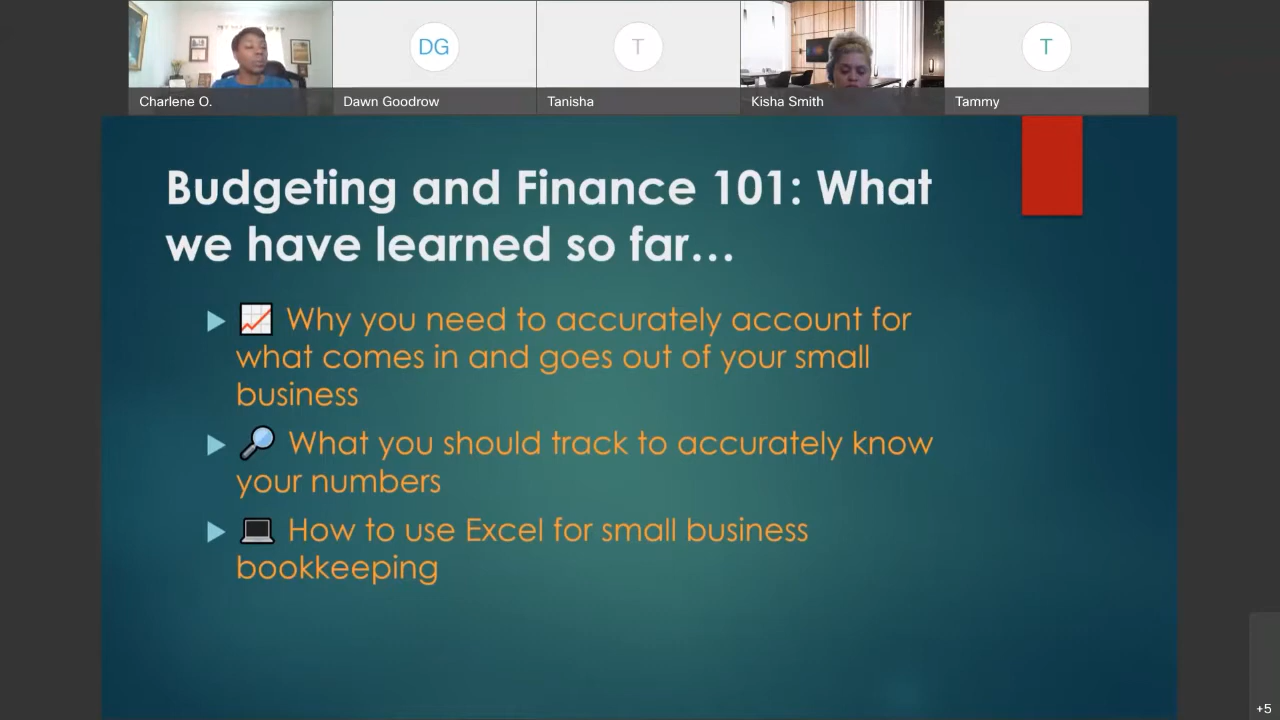 DG
T
T
Charlene O.
Dawn Goodrow
Tanisha
Kisha Smith
Tammy
Budgeting and Finance 101: What
we have learned so far...
Why you need to accurately account for
what comes in and goes out of your small
business
What you should track to accurately know
your numbers
How to use Excel for small business
bookkeeping
+5